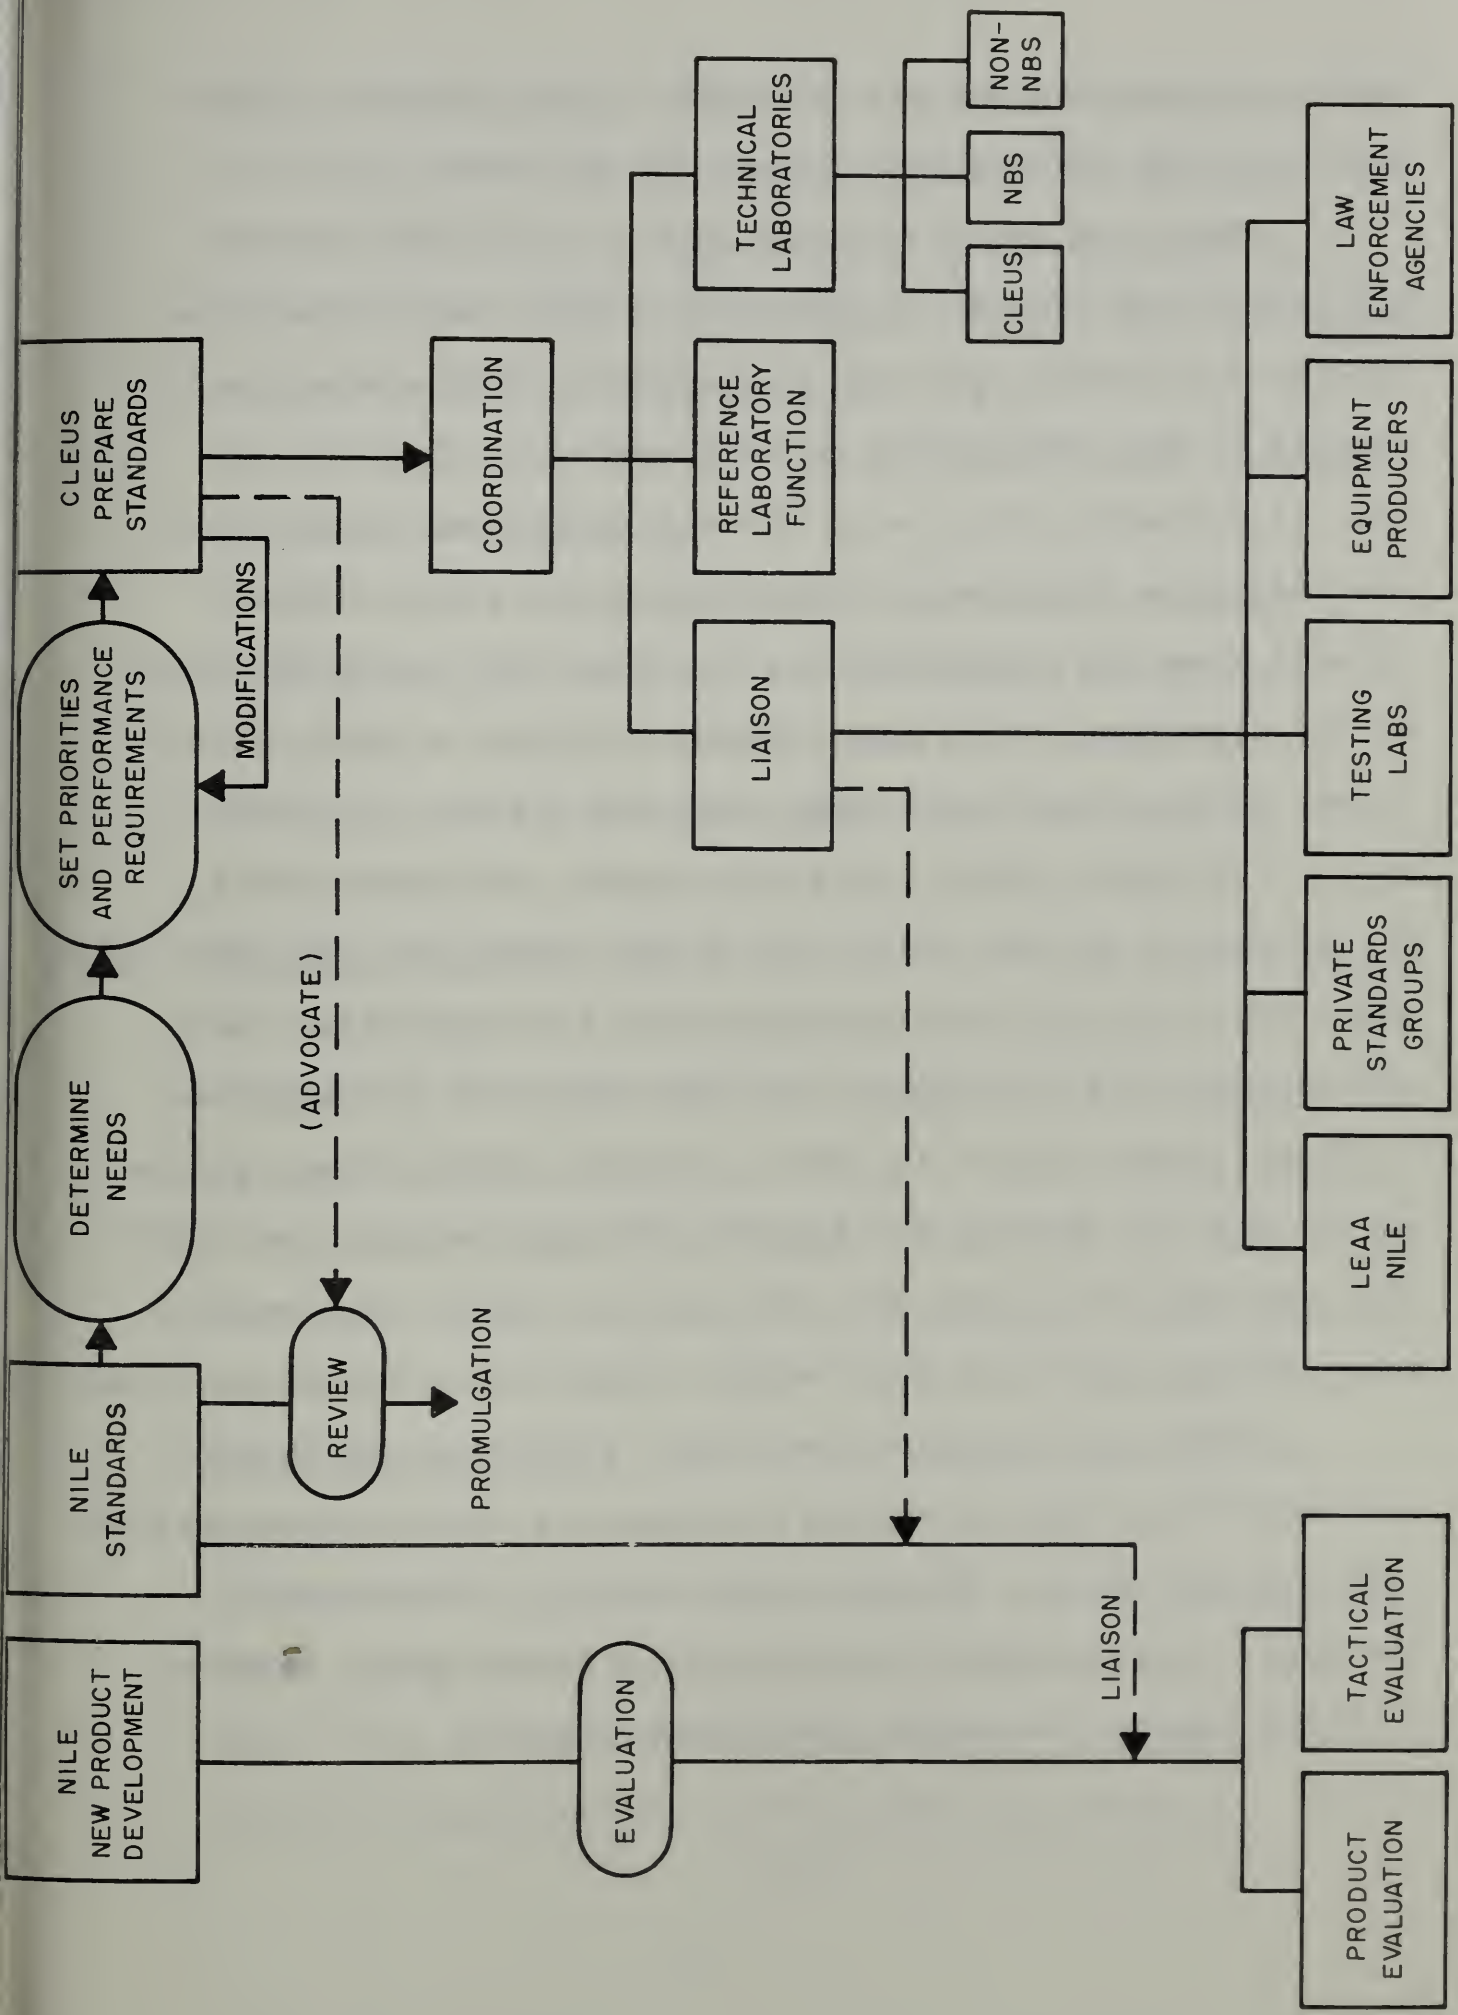 NILE
NEW PRODUCT
DEVELOPMENT
NILE
STANDARDS
DETERMINE
NEEDS
SET PRIORITIES
AND PERFORMANCE
REQUIREMENTS
CLEUS
PREPARE
STANDARDS
MODIFICATIONS
(ADVOCATE)
REVIEW
PROMULGATION
COORDINATION
EVALUATION
LIAISON
REFERENCE
LABORATORY
FUNCTION
TECHNICAL
LABORATORIES
CLEUS
NBS
NON-
NBS
LIAISON
PRODUCT
EVALUATION
TACTICAL
EVALUATION
LEAA
NILE
PRIVATE
STANDARDS
GROUPS
TESTING
LABS
EQUIPMENT
PRODUCERS
LAW
ENFORCEMENT
AGENCIES